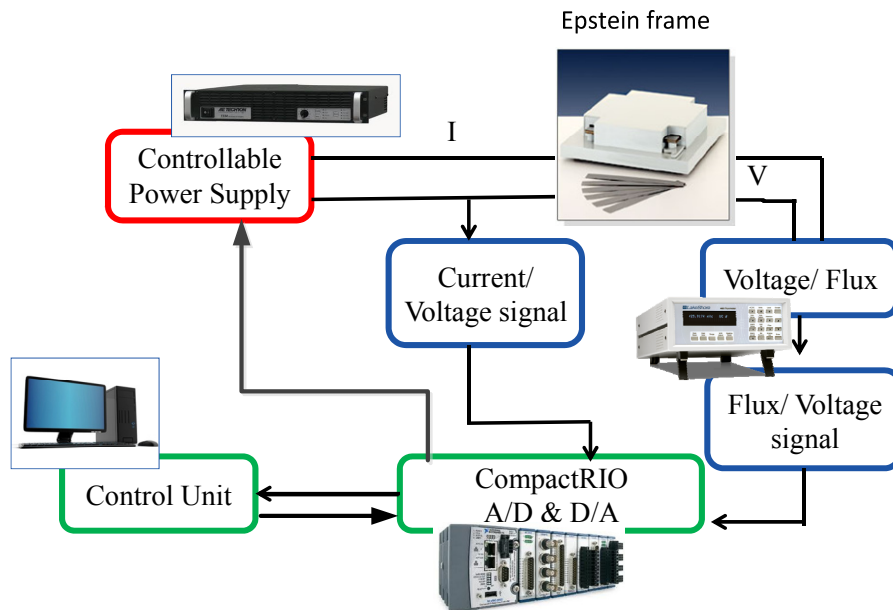 Epstein frame
I
Controllable
Power Supply
V
Current/
Voltage signal
Voltage/ Flux
Flux/ Voltage
signal
Control Unit
CompactRIO
A/D & D/A